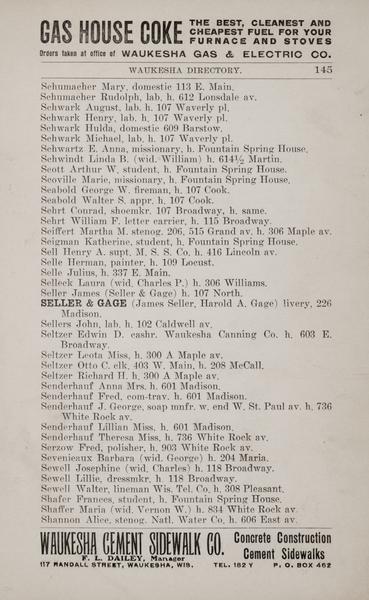 GAS HOUSE COKE THE BEST, CLEANEST AND
CHEAPEST FUEL FOR YOUR
FURNACE AND STOVES
Orders taken at office of WAUKESHA GAS & ELECTRIC CO.
WAUKESHA DIRECTORY. 145
Schumacher Mary, domestic 113 E. Main.
Schumacher Rudolph, lab, h. 612 Lonsdale av.
Schwark August, lab. h. 107 Waverly pl.
Schwark Henry, lab. h. 107 Waverly pl.
Schwark Hulda, domestic 609 Barstow.
Schwark Michael, lab. h. 107 Waverly pl.
Schwartz E. Anna, missionary, h. Fountain Spring House.
Schwindt Linda B. (wid. William) h. 614½ Martin.
Scott Arthur W, student, h. Fountain Spring House.
Scoville Marie, missionary, h. Fountain Spring House.
Seabold George W. fireman, h. 107 Cook.
Seabold Walter S. appr. h. 107 Cook.
Sehrt Conrad, shoemkr. 107 Broadway, h. same.
Sehrt William F. letter carrier, h. 115 Broadway.
Seiffert Martha M. stenog. 206, 515 Grand av. h. 306 Maple av.
Seigman Katherine, student, h. Fountain Spring House.
Sell Henry A. supt. M. S. S. Co. h. 416 Lincoln av.
Selle Herman, painter, h. 109 Locust.
Selle Julius, h. 337 E. Main.
Selleck Laura (wid. Charles P.) h. 306 Williams.
Seller James (Seller & Gage) h. 107 North.
SELLER & GAGE (James Seller, Harold A. Gage) livery, 226
Madison.
Sellers John, lab. h. 102 Caldwell av.
Seltzer Edwin D. cashr. Waukesha Canning Co. h. 603 E.
Broadway.
Seltzer Leota Miss, h. 300 A Maple av.
Seltzer Otto C. clk, 403 W. Main, h. 208 McCall.
Seltzer Richard H. h. 300 A Maple av.
Senderhauf Anna Mrs. h. 601 Madison.
Senderhauf Fred, com-trav. h. 601 Madison.
Senderhauf J. George, soap mnfr. w. end W. St. Paul av. h. 736
White Rock av.
Senderhauf Lillian Miss, h. 601 Madison.
Senderhauf Theresa Miss, h. 736 White Rock av.
Serzow Fred, polisher, h. 903 White Rock av.
Sevenieaux Barbara (wid. George) h. 204 Maria.
Sewell Josephine (wid. Charles) h. 118 Broadway.
Sewell Lillie, dressmkr. h. 118 Broadway.
Sewell Walter, lineman Wis. Tel. Co. h. 308 Pleasant.
Shafer Frances, student, h. Fountain Spring House.
Shaffer Maria (wid. Vernon W.) h. 834 White Rock av.
Shannon Alice, stenog. Natl. Water Co. h. 606 East av.
WAUKESHA CEMENT SIDEWALK CO. Concrete Construction
Cement Sidewalks
F. L. DAILEY, Manager
117 RANDALL STREET, WAUKESHA, WIS. TEL. 182 Y P. O. BOX 462